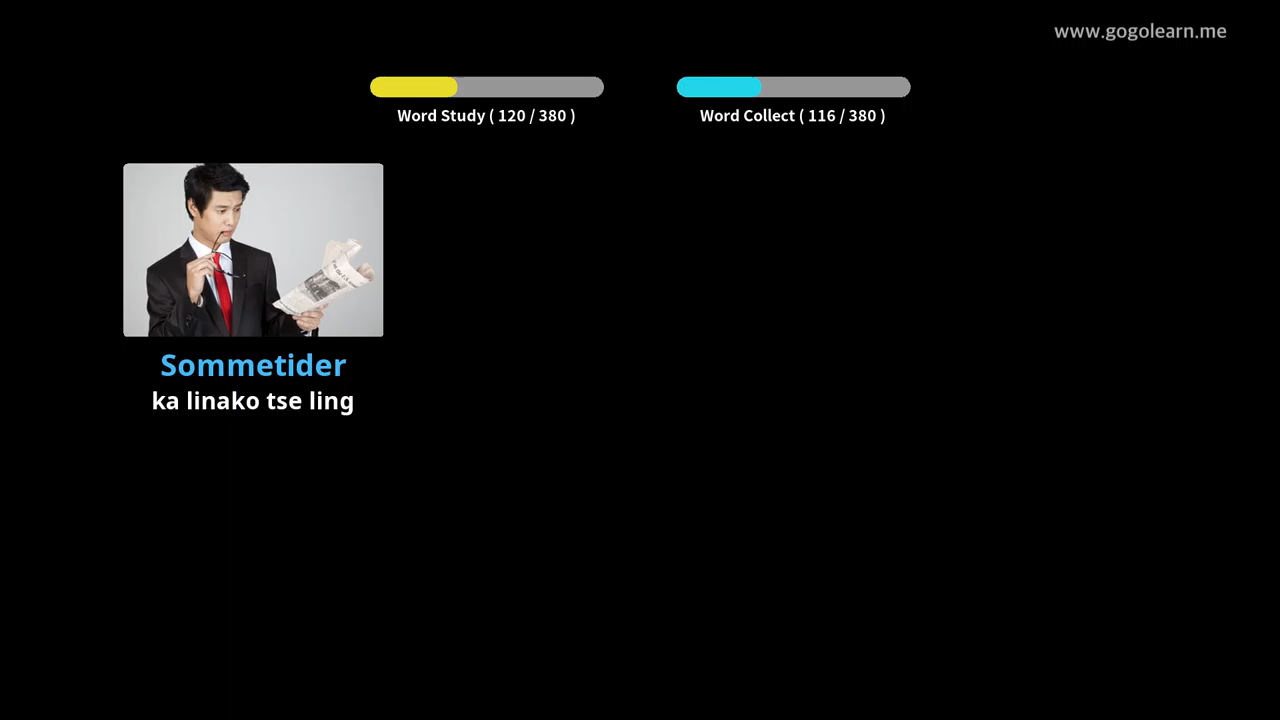 www.gogolearn.me
Word Study ( 120 / 380 )
Word Collect ( 116 / 380 )
Sommetider
ka linako tse ling